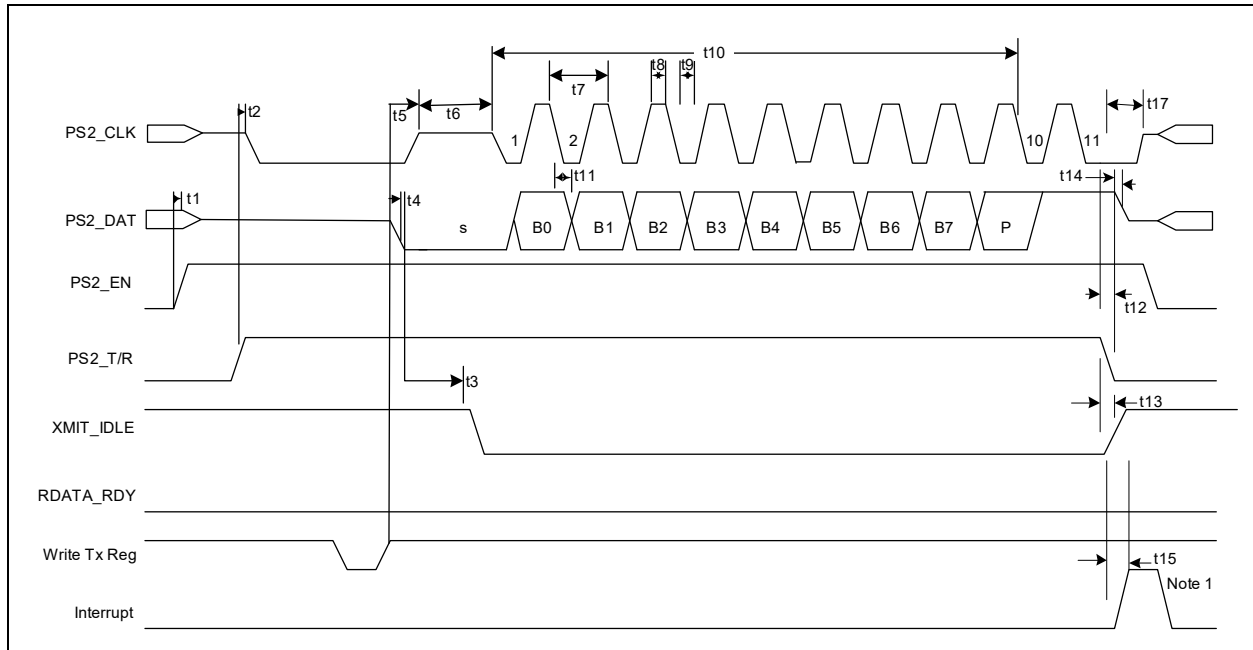 t10
t8 t9
t7
t2
t5 t6
t17
PS2_CLK
1 2 10 11
t11
t14
t1
t4
PS2_DAT
s B0 B1 B2 B3 B4 B5 B6 B7 P
PS2_EN
t12
PS2_T/R
t3
t13
XMIT_IDLE
RDATA_RDY
Write Tx Reg
t15
Note 1
Interrupt